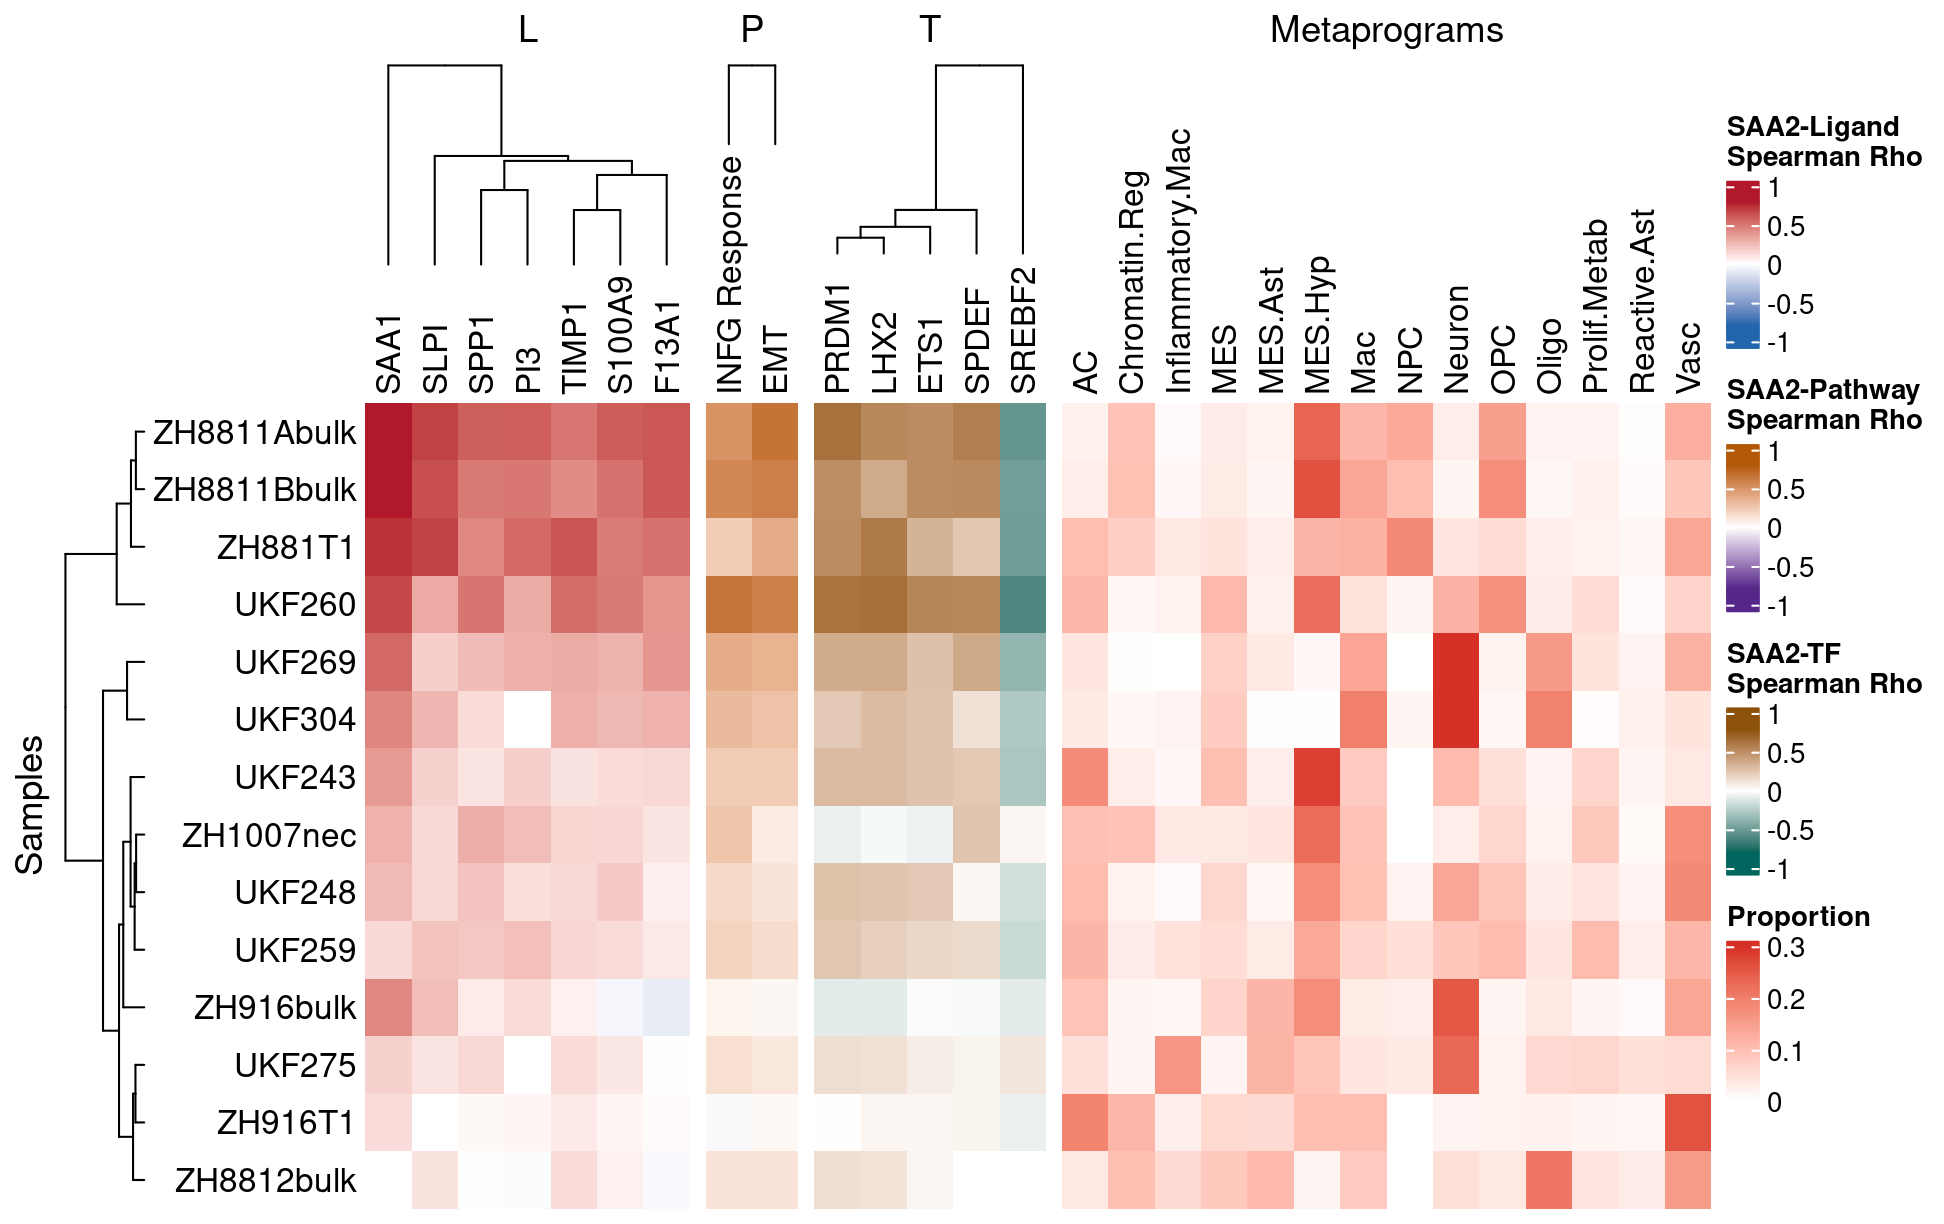 L
P
T
Metaprograms
SAA1
SLPI
SPP1
PI3
TIMP1
S100A9
F13A1
INFG Response
EMT
PRDM1
LHX2
ETS1
SPDEF
SREBF2
AC
Chromatin.Reg
Inflammatory.Mac
MES
MES.Ast
MES.Hyp
Mac
NPC
Neuron
OPC
Oligo
Prolif.Metab
Reactive.Ast
Vasc
Samples
ZH8811Abulk
ZH8811Bbulk
ZH881T1
UKF260
UKF269
UKF304
UKF243
ZH1007nec
UKF248
UKF259
ZH916bulk
UKF275
ZH916T1
ZH8812bulk
SAA2-Ligand
Spearman Rho
1
0.5
0
-0.5
-1
SAA2-Pathway
Spearman Rho
1
0.5
0
-0.5
-1
SAA2-TF
Spearman Rho
1
0.5
0
-0.5
-1
Proportion
0.3
0.2
0.1
0